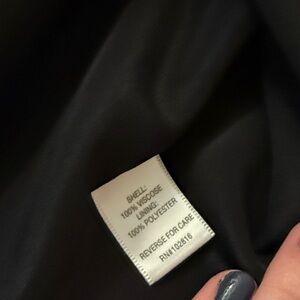 SHELL:
100% VISCOSE
LINING:
100% POLYESTER
REVERSE FOR CARE
RN#102816